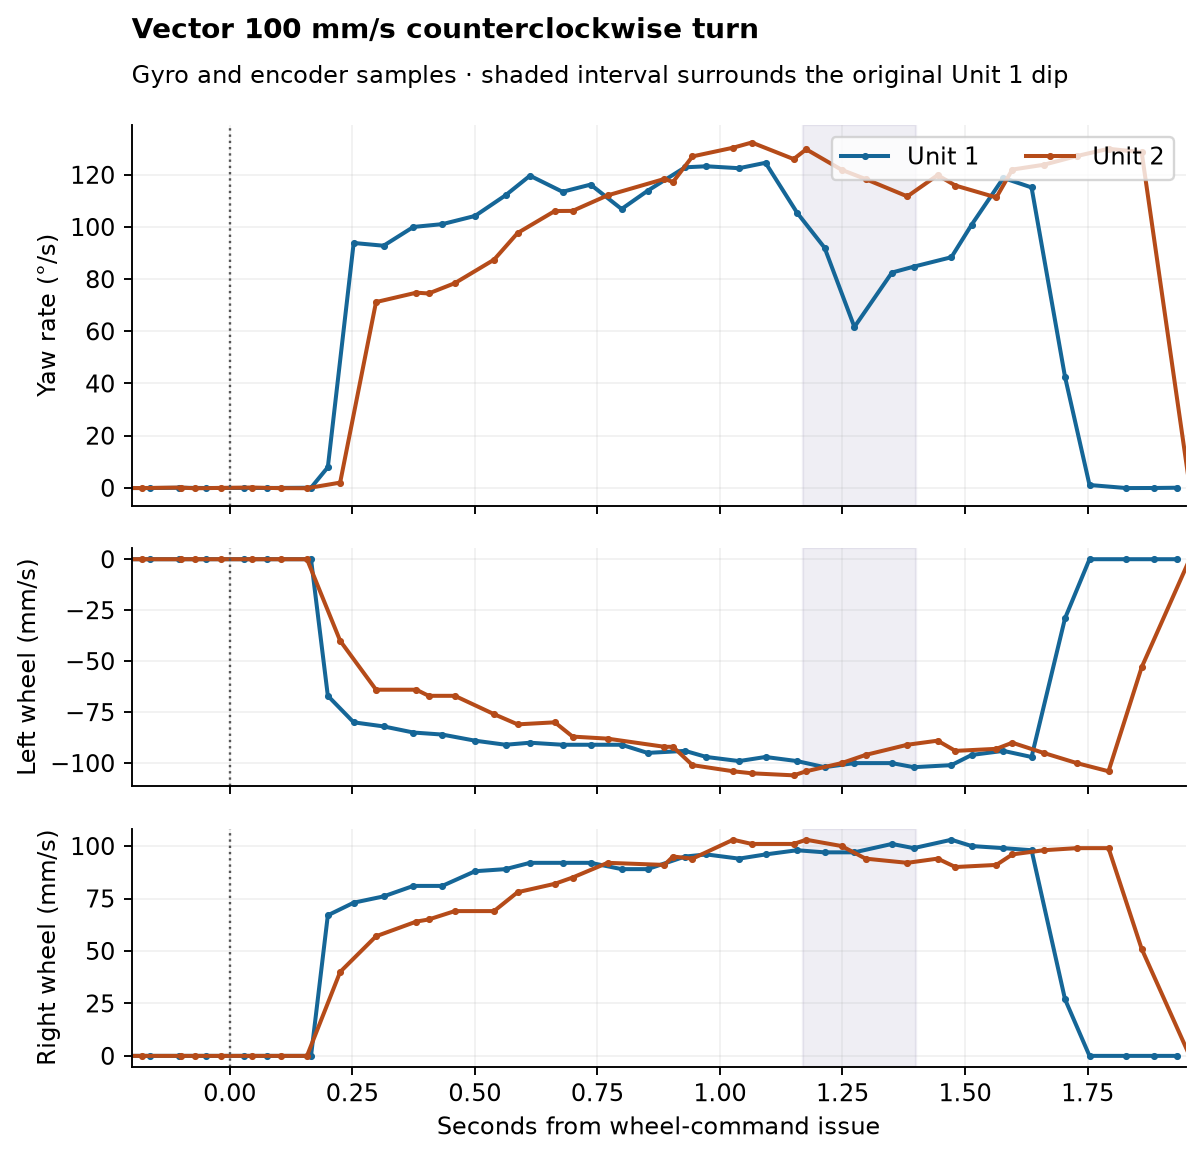 Vector 100 mm/s counterclockwise turn
Gyro and encoder samples · shaded interval surrounds the original Unit 1 dip
Unit 1
Unit 2
Yaw rate (°/s)
120
100
80
60
40
20
0
Left wheel (mm/s)
0
−25
−50
−75
−100
Right wheel (mm/s)
100
75
50
25
0
0.00 0.25 0.50 0.75 1.00 1.25 1.50 1.75
Seconds from wheel-command issue